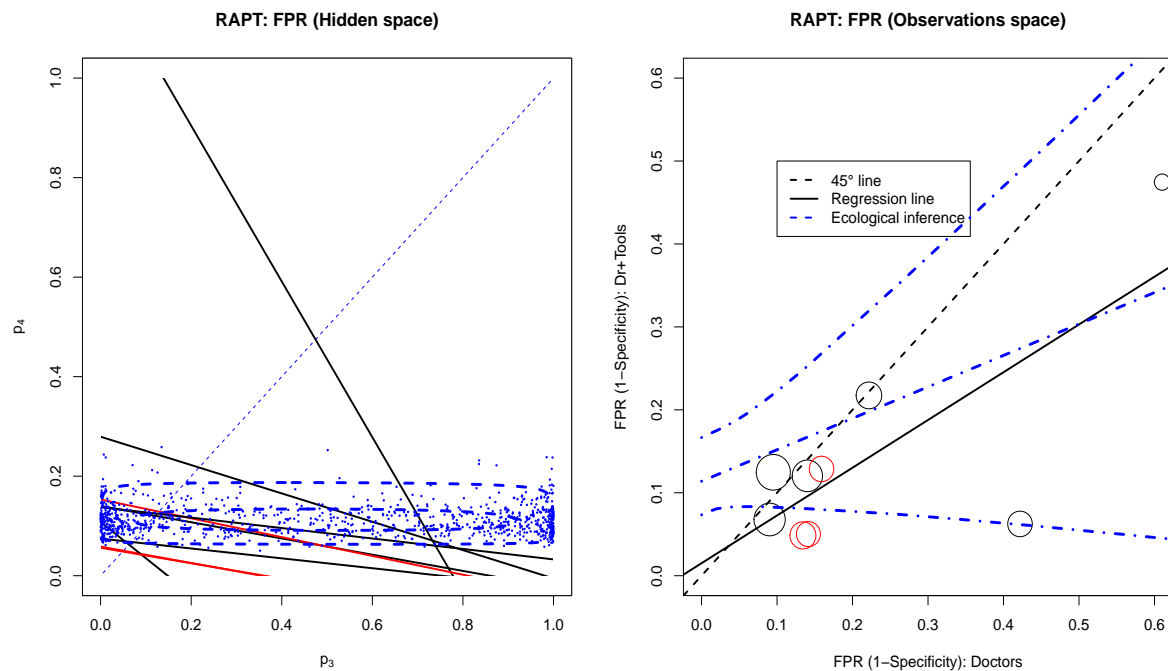 RAPT: FPR (Hidden space)
1.0
0.8
0.6
0.4
0.2
0.0
p4
0.0 0.2 0.4 0.6 0.8 1.0
p3
RAPT: FPR (Observations space)
0.6
0.5
0.4
0.3
0.2
0.1
0.0
FPR (1−Specificity): Dr+Tools
45° line
Regression line
Ecological inference
0.0 0.1 0.2 0.3 0.4 0.5 0.6
FPR (1−Specificity): Doctors